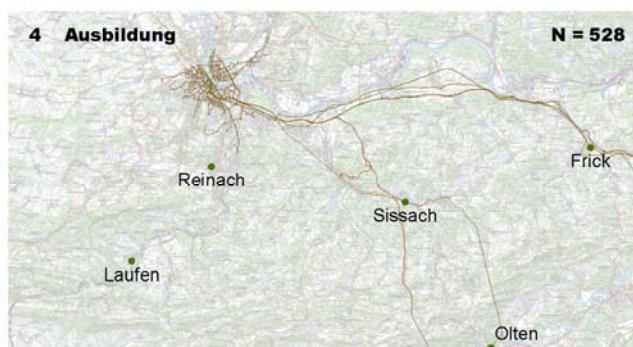 4 Ausbildung N = 528
Frick
Reinach
Sissach
Laufen
Olten